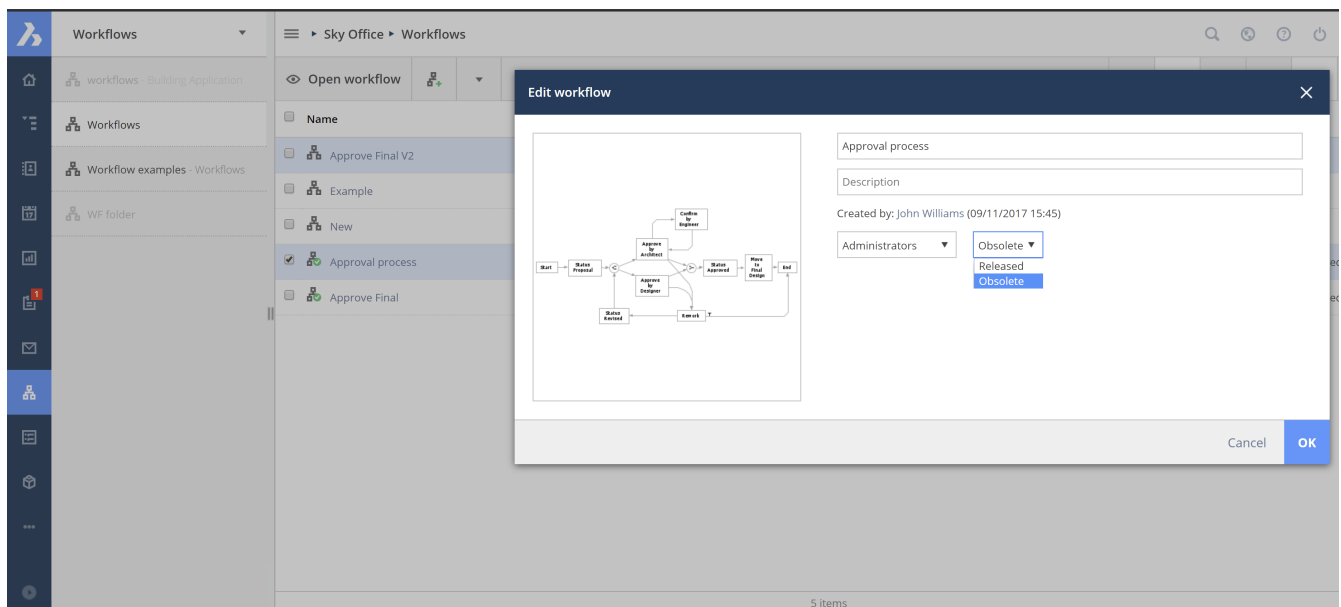 Workflows
Sky Office Workflows
workflows - Building Application
Workflows
Workflow examples - Workflows
WF folder
17
1
Open workflow
Name
Approve Final V2
Example
New
Approval process
Approve Final
Edit workflow
Start
Status
Proposal
Approve
by
Architect
Confirm
by
Engineer
Approve
by
Designer
Status
Approved
Move
to
Final
Design
End
Status
Revised
Rework
Approval process
Description
Created by: John Williams (09/11/2017 15:45)
Administrators
Obsolete
Released
Obsolete
Cancel
OK
5 items